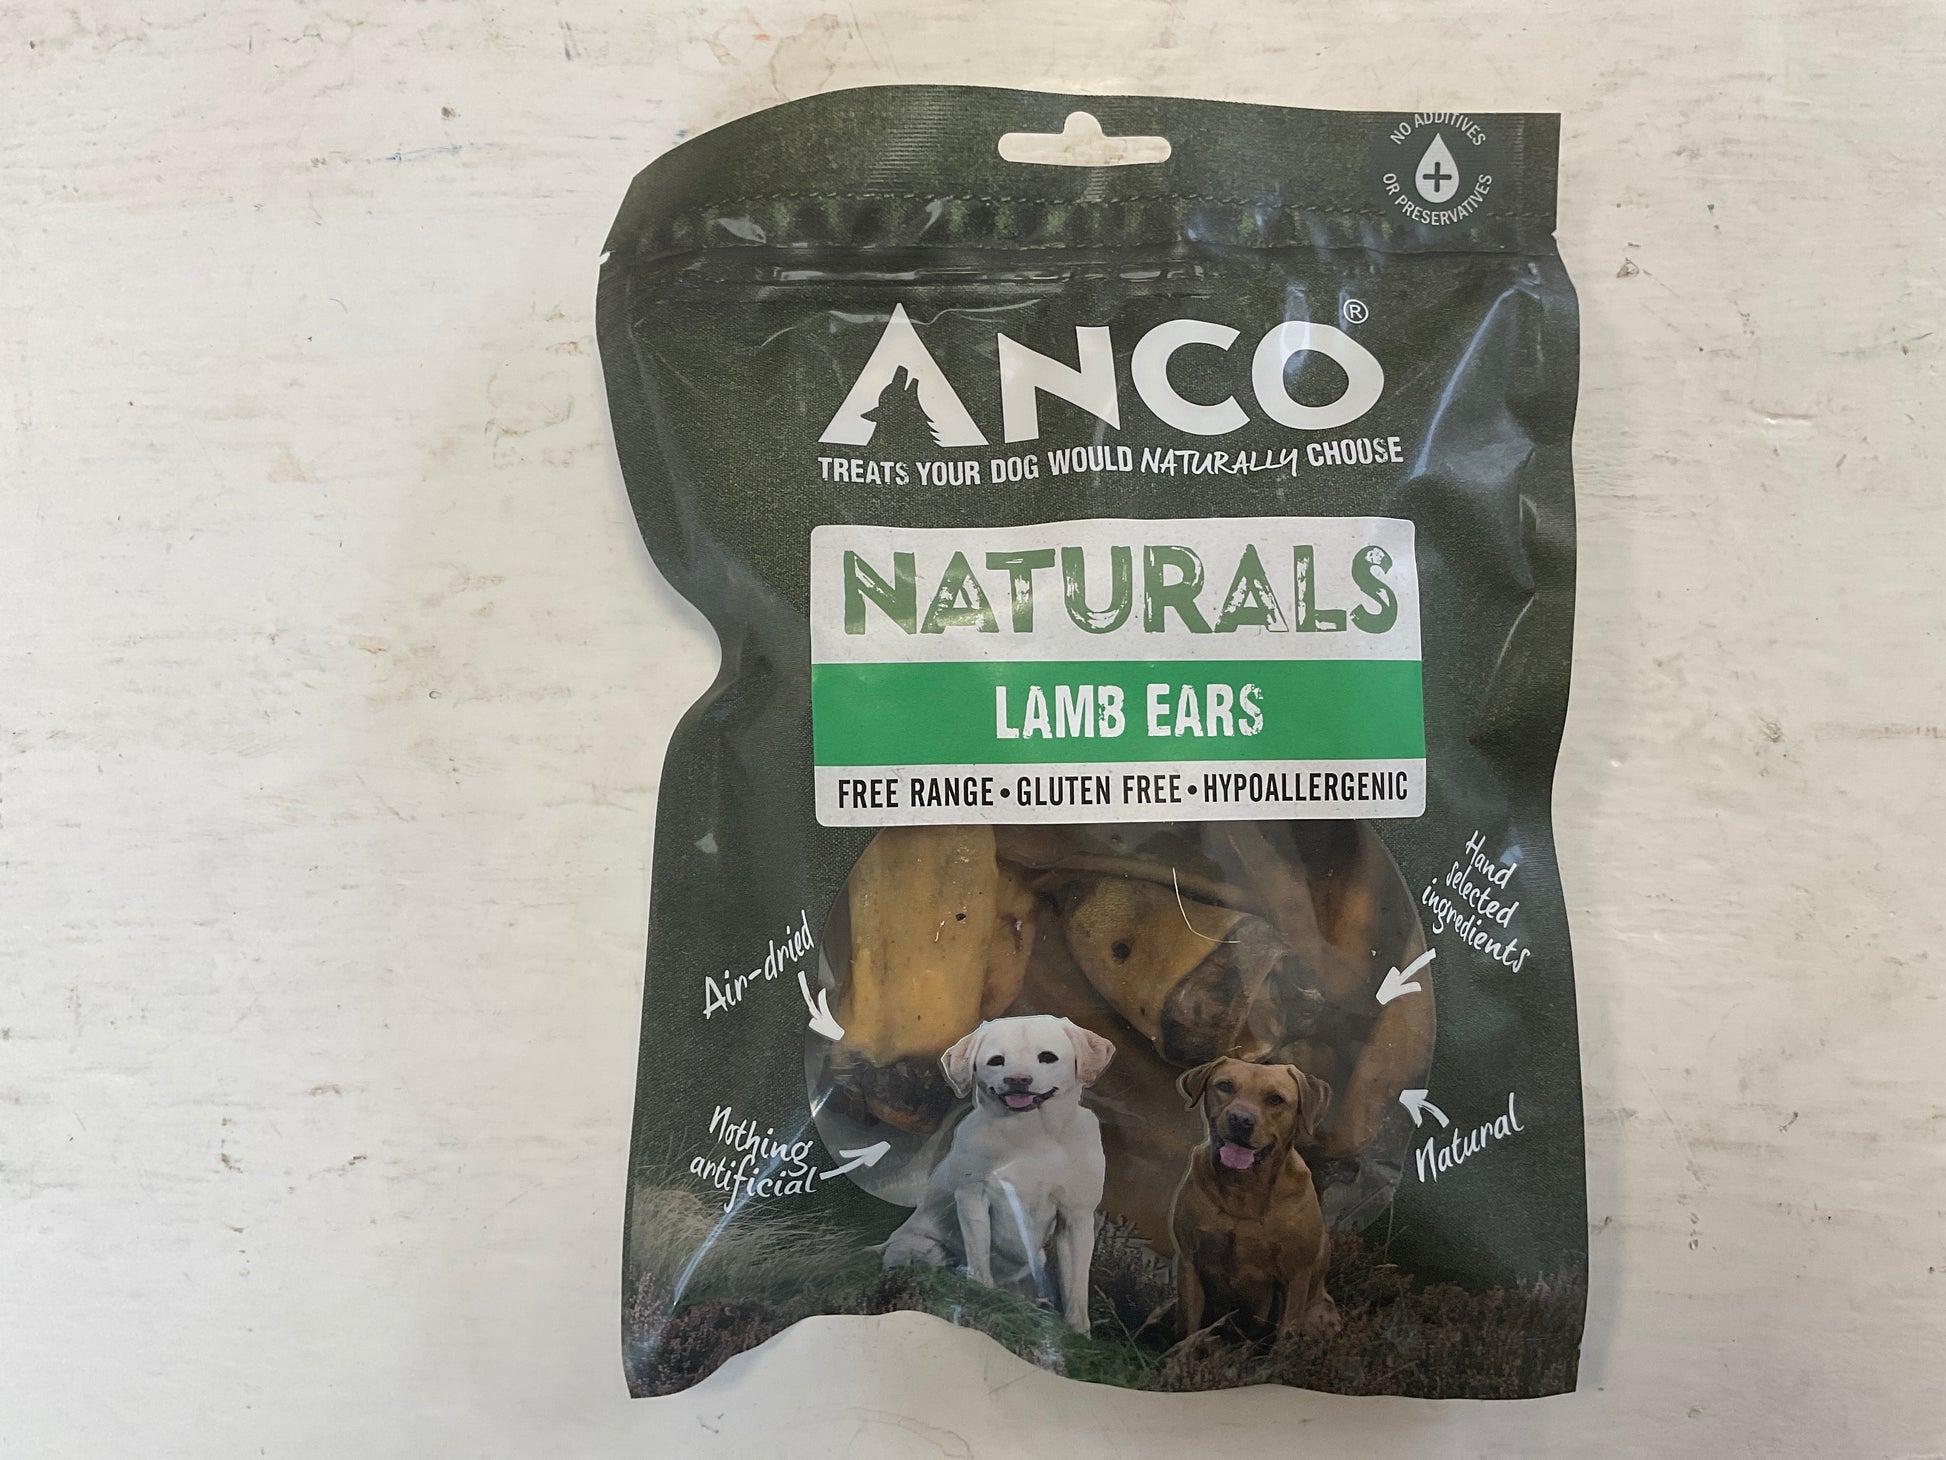 NO ADDITIVES
OR PRESERVATIVES
ANCO®
TREATS YOUR DOG WOULD NATURALLY CHOOSE
NATURALS
LAMB EARS
FREE RANGE • GLUTEN FREE • HYPOALLERGENIC
Hand
selected
ingredients
Air-dried
Nothing
artificial
Natural